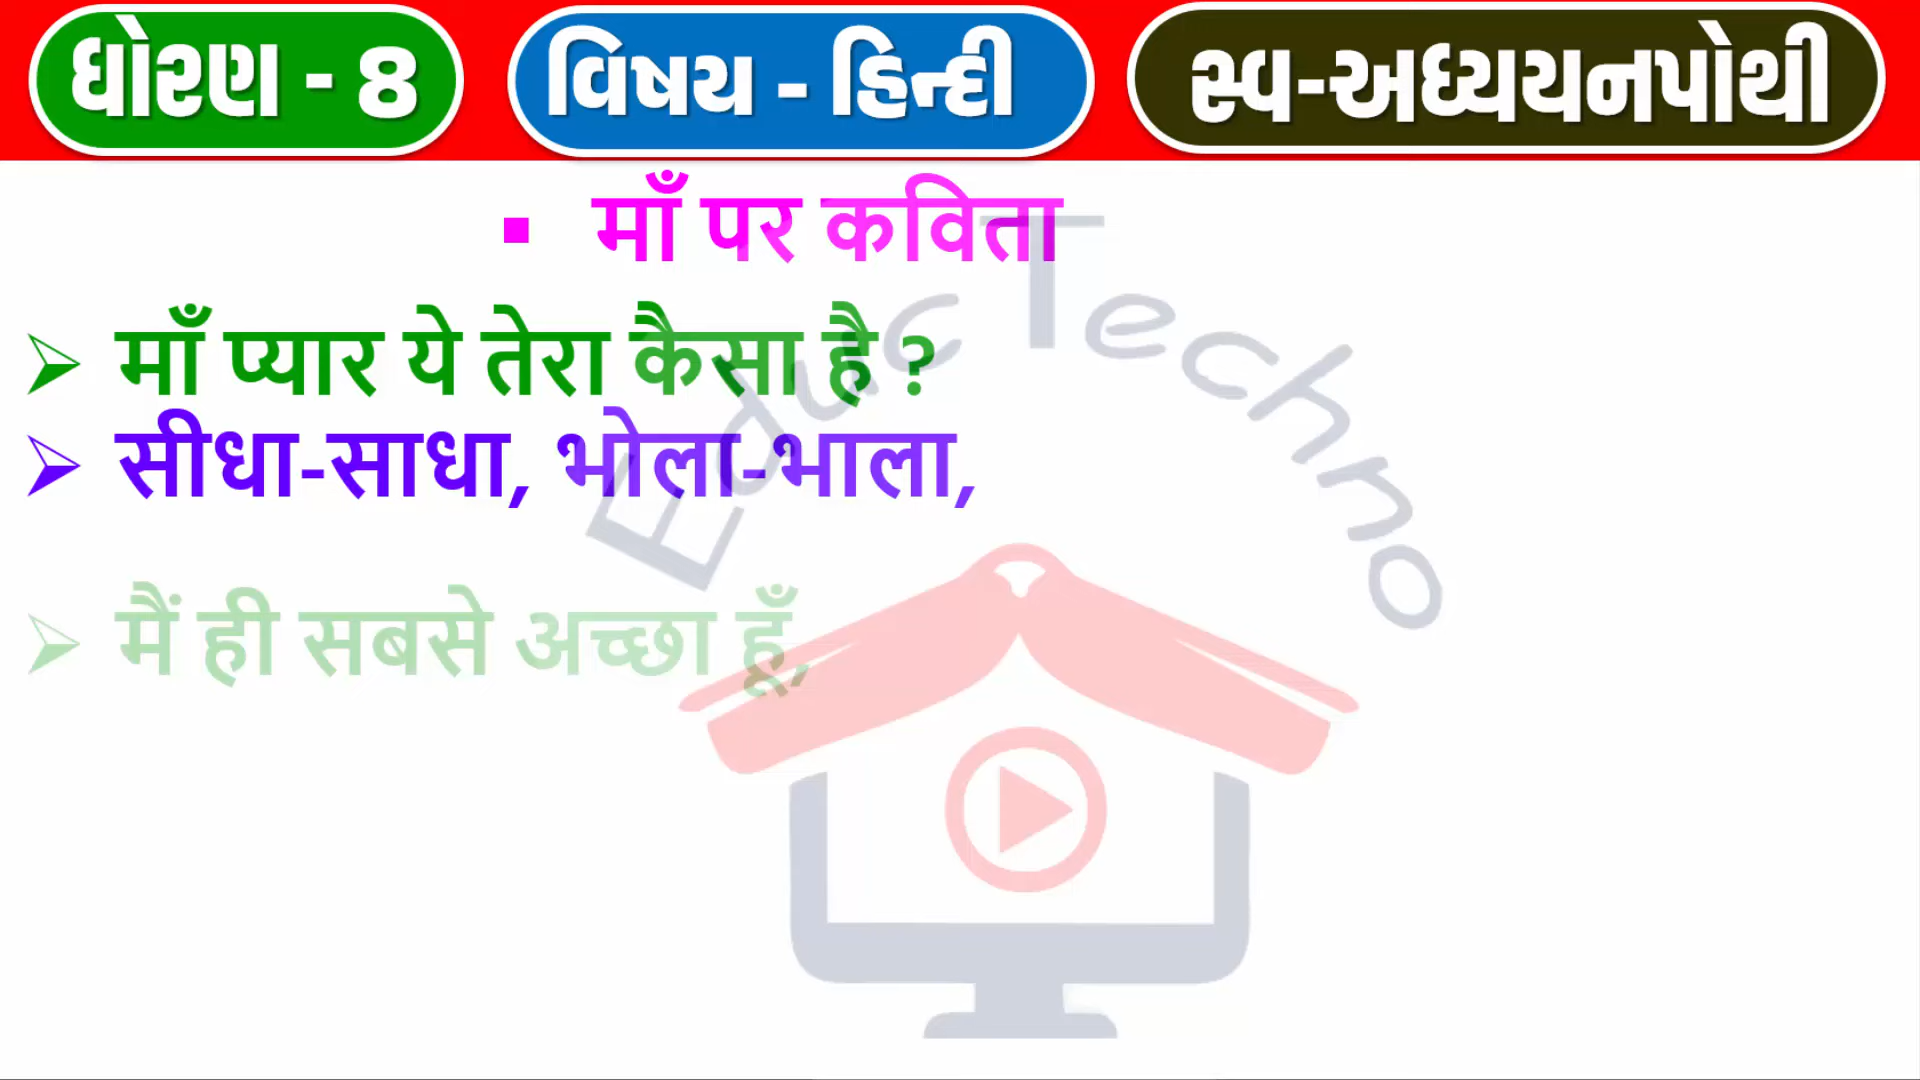 ધોરણ - 8
વિષય - હિન્દી
સ્વ-અધ્યયનપોથી
▪ माँ पर कविता
➢ माँ प्यार ये तेरा कैसा है ?
➢ सीधा-साधा, भोला-भाला,
➢ मैं ही सबसे अच्छा हूँ,
EducTechno